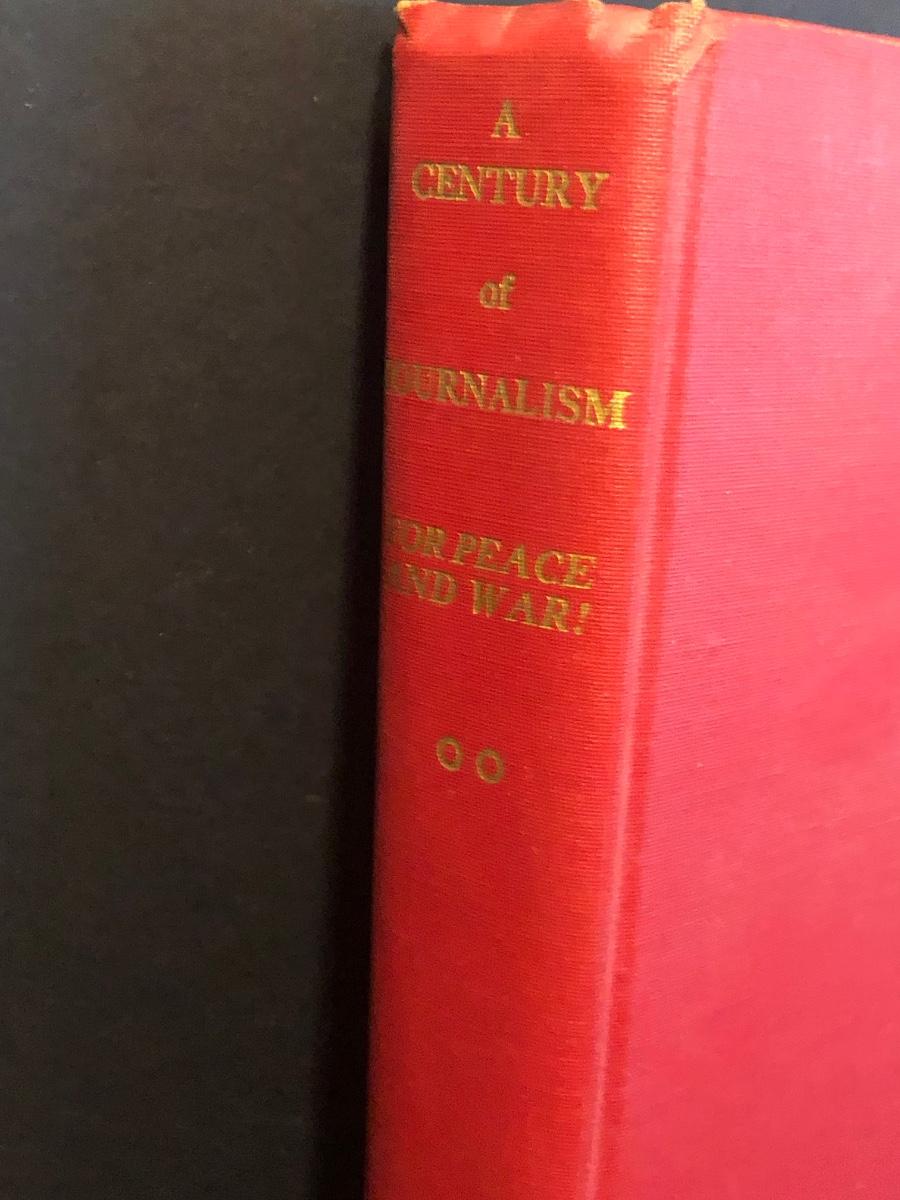 A
CENTURY
of
JOURNALISM
FOR PEACE
AND WAR!